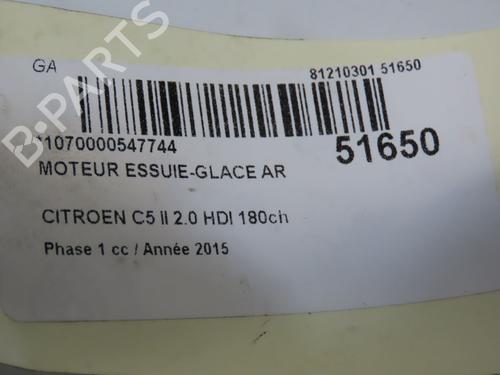 GA
81210301 51650
11070000547744
51650
MOTEUR ESSUIE-GLACE AR
CITROEN C5 II 2.0 HDI 180ch
Phase 1 cc / Année 2015
B-PARTS